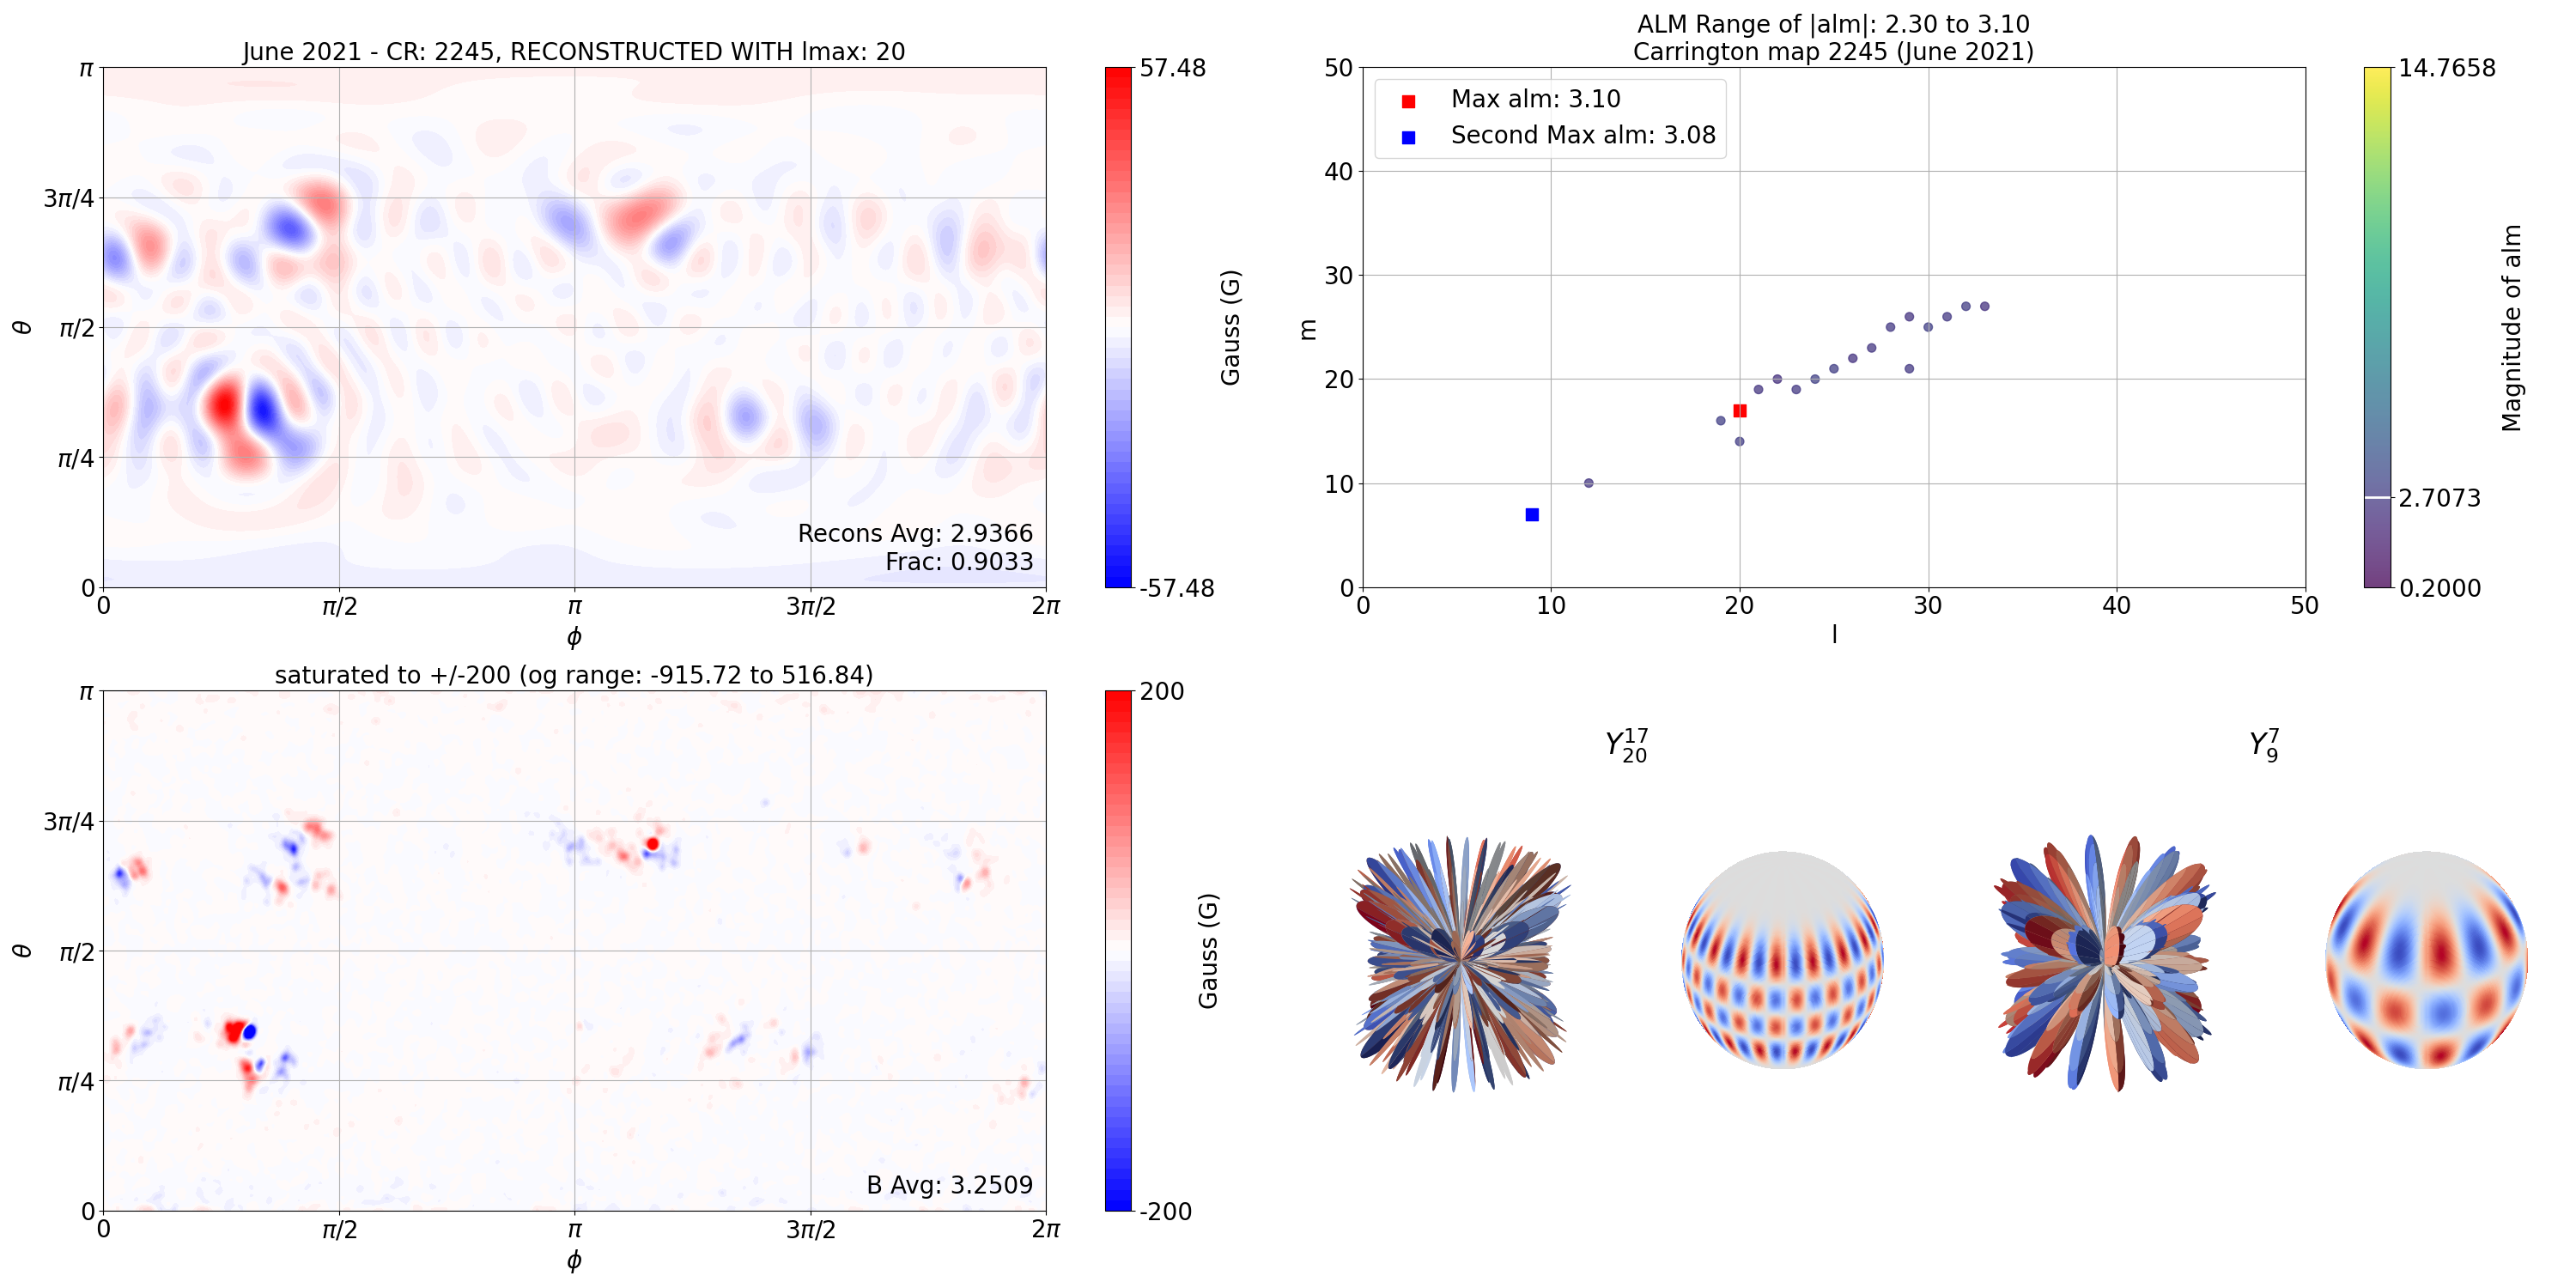 June 2021 - CR: 2245, RECONSTRUCTED WITH lmax: 20
π
3π/4
π/2
π/4
0
θ
0
π/2
π
3π/2
2π
ϕ
Recons Avg: 2.9366
Frac: 0.9033
57.48
-57.48
Gauss (G)
ALM Range of |alm|: 2.30 to 3.10
Carrington map 2245 (June 2021)
Max alm: 3.10
Second Max alm: 3.08
50
40
30
20
10
0
m
0
10
20
30
40
50
l
14.7658
2.7073
0.2000
Magnitude of alm
saturated to +/-200 (og range: -915.72 to 516.84)
π
3π/4
π/2
π/4
0
θ
0
π/2
π
3π/2
2π
ϕ
B Avg: 3.2509
200
-200
Gauss (G)
Y₂₀¹⁷
Y₉⁷